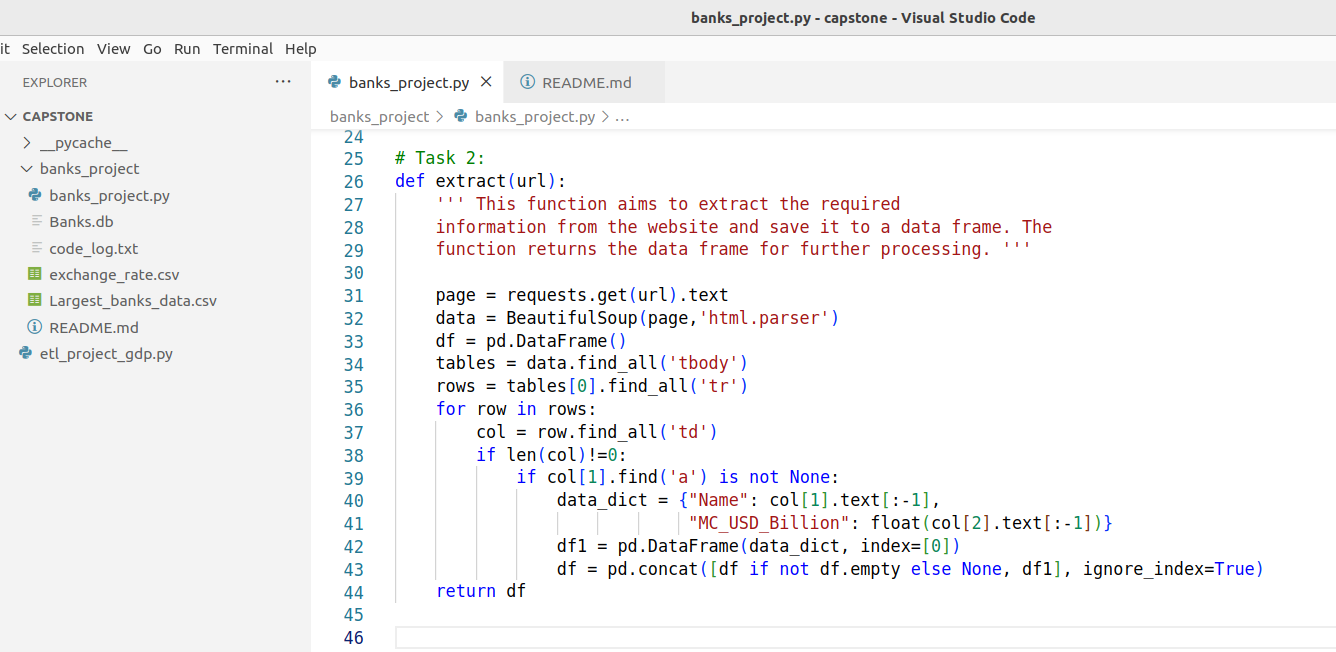 banks_project.py - capstone - Visual Studio Code
it Selection View Go Run Terminal Help
EXPLORER ...
CAPSTONE
__pycache__
banks_project
banks_project.py
Banks.db
code_log.txt
exchange_rate.csv
Largest_banks_data.csv
README.md
etl_project_gdp.py
banks_project.py × README.md
banks_project > banks_project.py > ...
24
25 # Task 2:
26 def extract(url):
27 ''' This function aims to extract the required
28 information from the website and save it to a data frame. The
29 function returns the data frame for further processing. '''
30
31 page = requests.get(url).text
32 data = BeautifulSoup(page,'html.parser')
33 df = pd.DataFrame()
34 tables = data.find_all('tbody')
35 rows = tables[0].find_all('tr')
36 for row in rows:
37 col = row.find_all('td')
38 if len(col)!=0:
39 if col[1].find('a') is not None:
40 data_dict = {"Name": col[1].text[:-1],
41 "MC_USD_Billion": float(col[2].text[:-1])}
42 df1 = pd.DataFrame(data_dict, index=[0])
43 df = pd.concat([df if not df.empty else None, df1], ignore_index=True)
44 return df
45
46